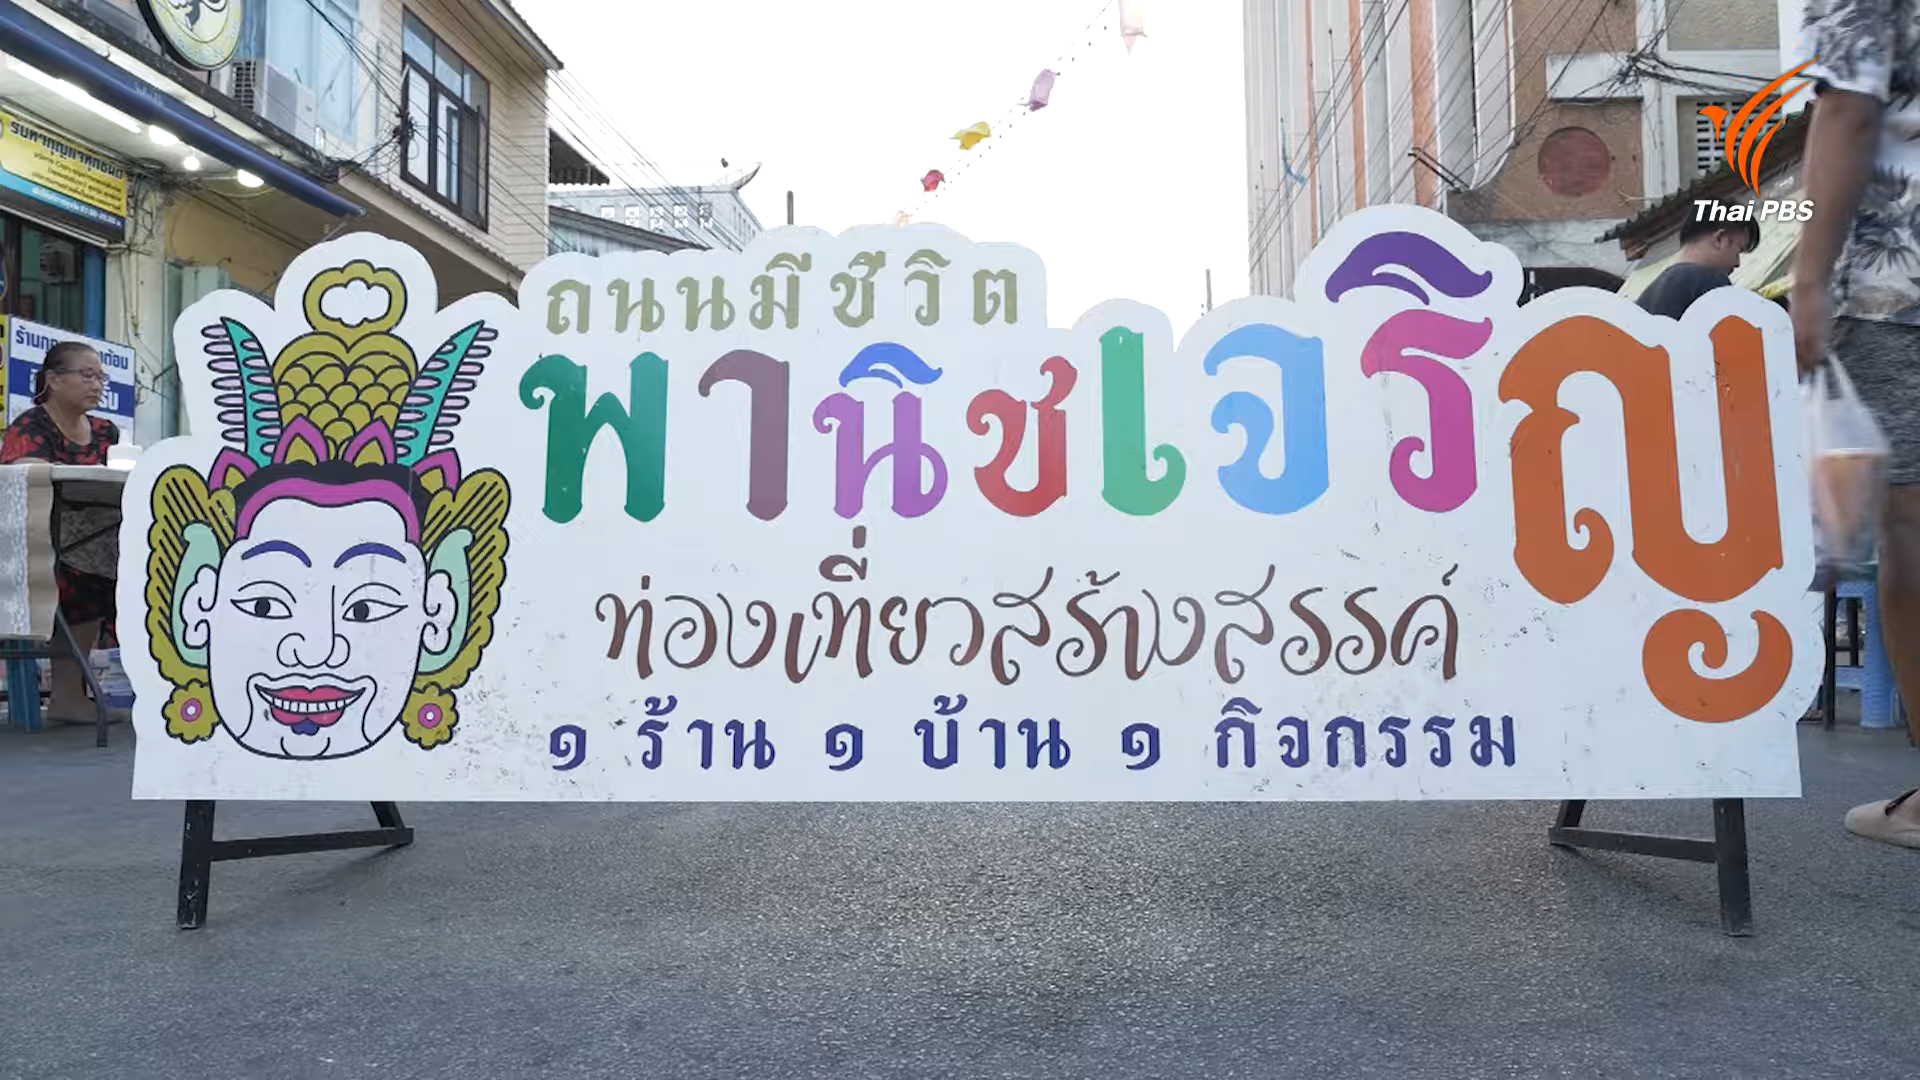 Thai PBS
ถนนมีชีวิต
พานิชเจริญ
ท่องเที่ยวสร้างสรรค์
๑ ร้าน ๑ บ้าน ๑ กิจกรรม